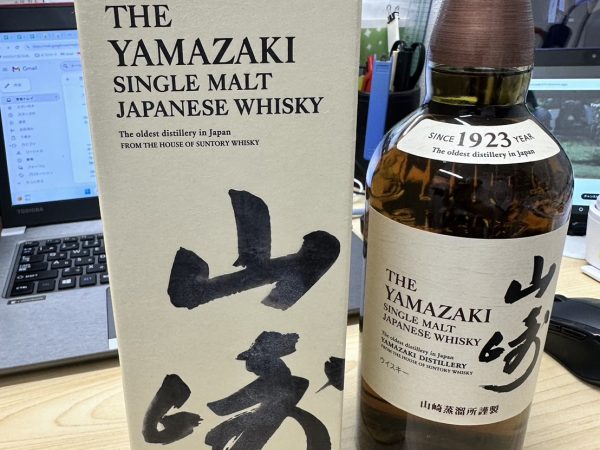 THE
YAMAZAKI
SINGLE MALT
JAPANESE WHISKY
The oldest distillery in Japan
FROM THE HOUSE OF SUNTORY WHISKY
山崎
SINCE 1923 YEAR
The oldest distillery in Japan
THE
YAMAZAKI
SINGLE MALT
JAPANESE WHISKY
The oldest distillery in Japan
YAMAZAKI DISTILLERY
FROM THE HOUSE OF SUNTORY WHISKY
ウイスキー
山崎
山崎蒸溜所謹製
Gmail
TOSHIBA